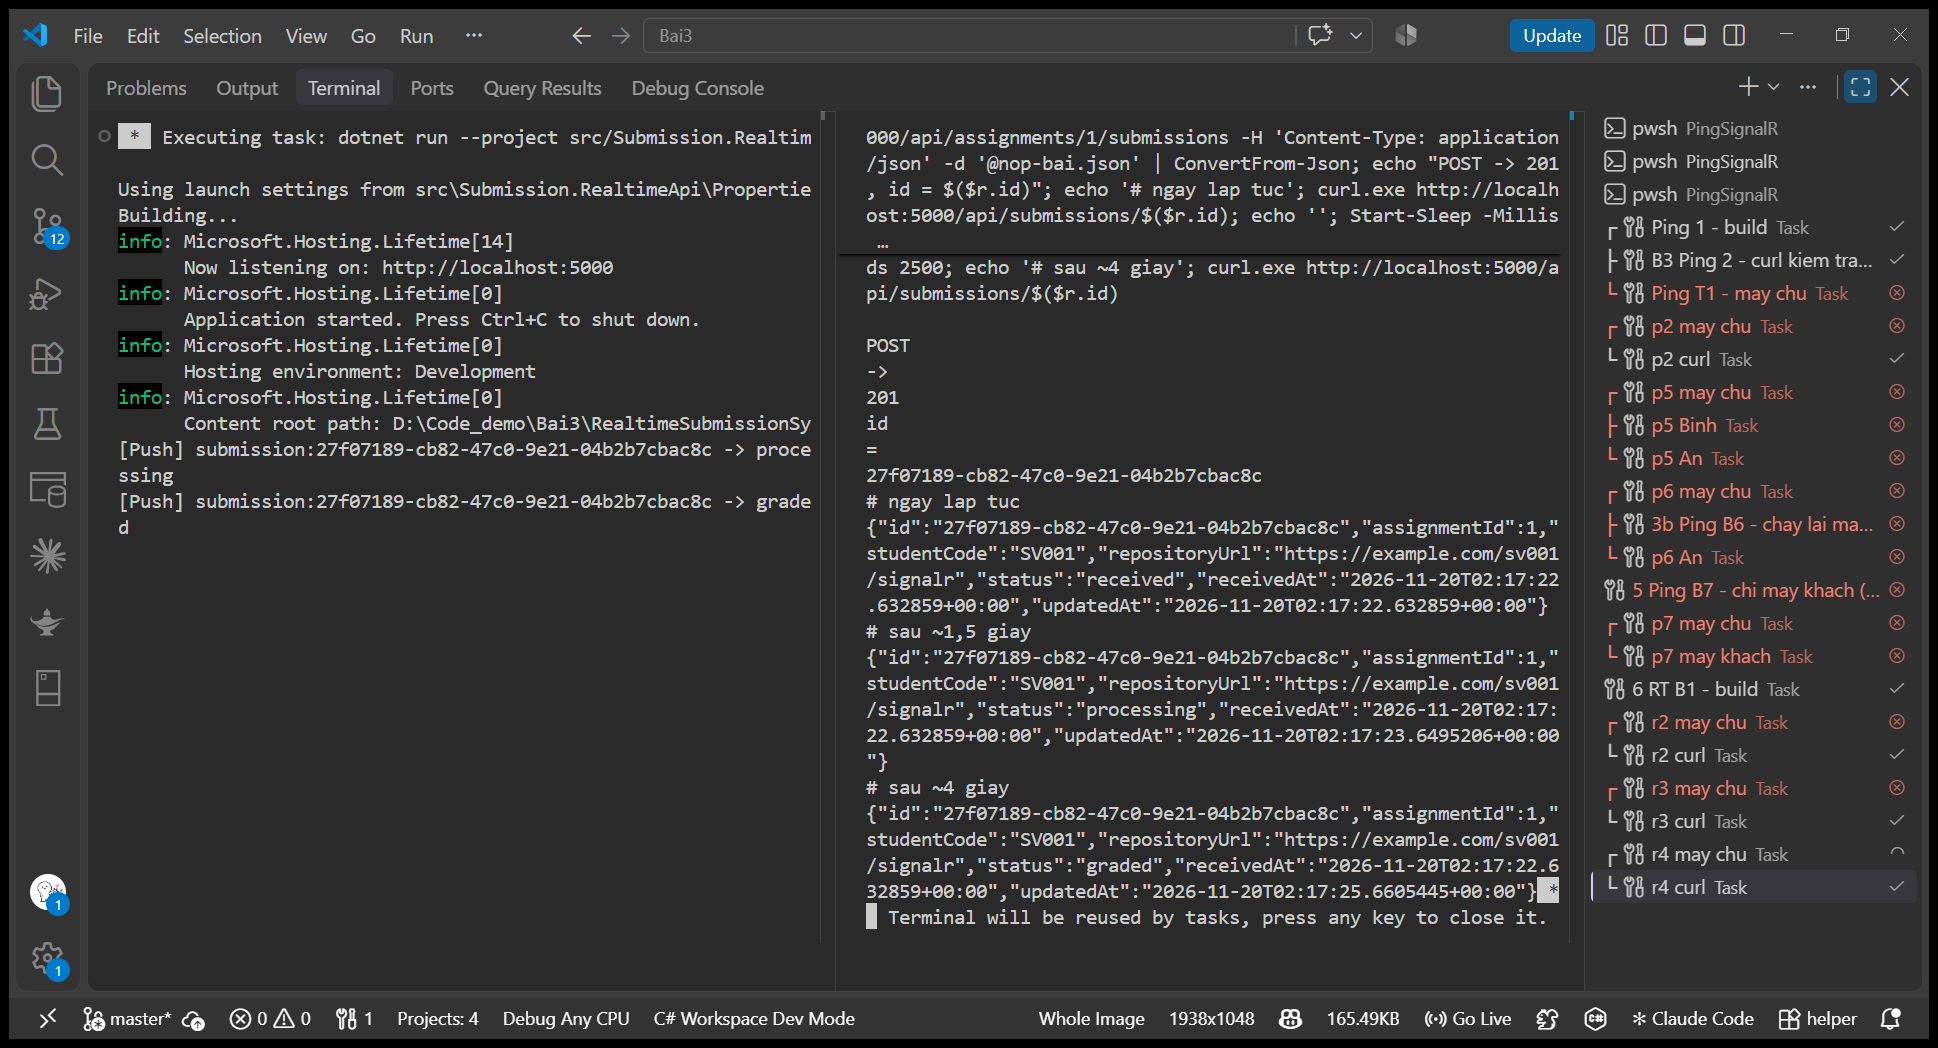 File Edit Selection View Go Run ··· Bai3 Update
Problems Output Terminal Ports Query Results Debug Console
* Executing task: dotnet run --project src/Submission.Realtim
Using launch settings from src\Submission.RealtimeApi\Propertie
Building...
info: Microsoft.Hosting.Lifetime[14]
Now listening on: http://localhost:5000
info: Microsoft.Hosting.Lifetime[0]
Application started. Press Ctrl+C to shut down.
info: Microsoft.Hosting.Lifetime[0]
Hosting environment: Development
info: Microsoft.Hosting.Lifetime[0]
Content root path: D:\Code_demo\Bai3\RealtimeSubmissionSy
[Push] submission:27f07189-cb82-47c0-9e21-04b2b7cbac8c -> proce
ssing
[Push] submission:27f07189-cb82-47c0-9e21-04b2b7cbac8c -> grade
d
000/api/assignments/1/submissions -H 'Content-Type: application
/json' -d '@nop-bai.json' | ConvertFrom-Json; echo "POST -> 201
, id = $($r.id)"; echo '# ngay lap tuc'; curl.exe http://localh
ost:5000/api/submissions/$($r.id); echo ''; Start-Sleep -Millis
…
ds 2500; echo '# sau ~4 giay'; curl.exe http://localhost:5000/a
pi/submissions/$($r.id)
POST
->
201
id
=
27f07189-cb82-47c0-9e21-04b2b7cbac8c
# ngay lap tuc
{"id":"27f07189-cb82-47c0-9e21-04b2b7cbac8c","assignmentId":1,"
studentCode":"SV001","repositoryUrl":"https://example.com/sv001
/signalr","status":"received","receivedAt":"2026-11-20T02:17:22
.632859+00:00","updatedAt":"2026-11-20T02:17:22.632859+00:00"}
# sau ~1,5 giay
{"id":"27f07189-cb82-47c0-9e21-04b2b7cbac8c","assignmentId":1,"
studentCode":"SV001","repositoryUrl":"https://example.com/sv001
/signalr","status":"processing","receivedAt":"2026-11-20T02:17:
22.632859+00:00","updatedAt":"2026-11-20T02:17:23.6495206+00:00
"}
# sau ~4 giay
{"id":"27f07189-cb82-47c0-9e21-04b2b7cbac8c","assignmentId":1,"
studentCode":"SV001","repositoryUrl":"https://example.com/sv001
/signalr","status":"graded","receivedAt":"2026-11-20T02:17:22.6
32859+00:00","updatedAt":"2026-11-20T02:17:25.6605445+00:00"} *
Terminal will be reused by tasks, press any key to close it.
pwsh PingSignalR
pwsh PingSignalR
pwsh PingSignalR
Ping 1 - build Task
B3 Ping 2 - curl kiem tra...
Ping T1 - may chu Task
p2 may chu Task
p2 curl Task
p5 may chu Task
p5 Binh Task
p5 An Task
p6 may chu Task
3b Ping B6 - chay lai ma...
p6 An Task
5 Ping B7 - chi may khach (...
p7 may chu Task
p7 may khach Task
6 RT B1 - build Task
r2 may chu Task
r2 curl Task
r3 may chu Task
r3 curl Task
r4 may chu Task
r4 curl Task
12
1
1
master* 0 0 1 Projects: 4 Debug Any CPU C# Workspace Dev Mode Whole Image 1938x1048 165.49KB Go Live C# Claude Code helper